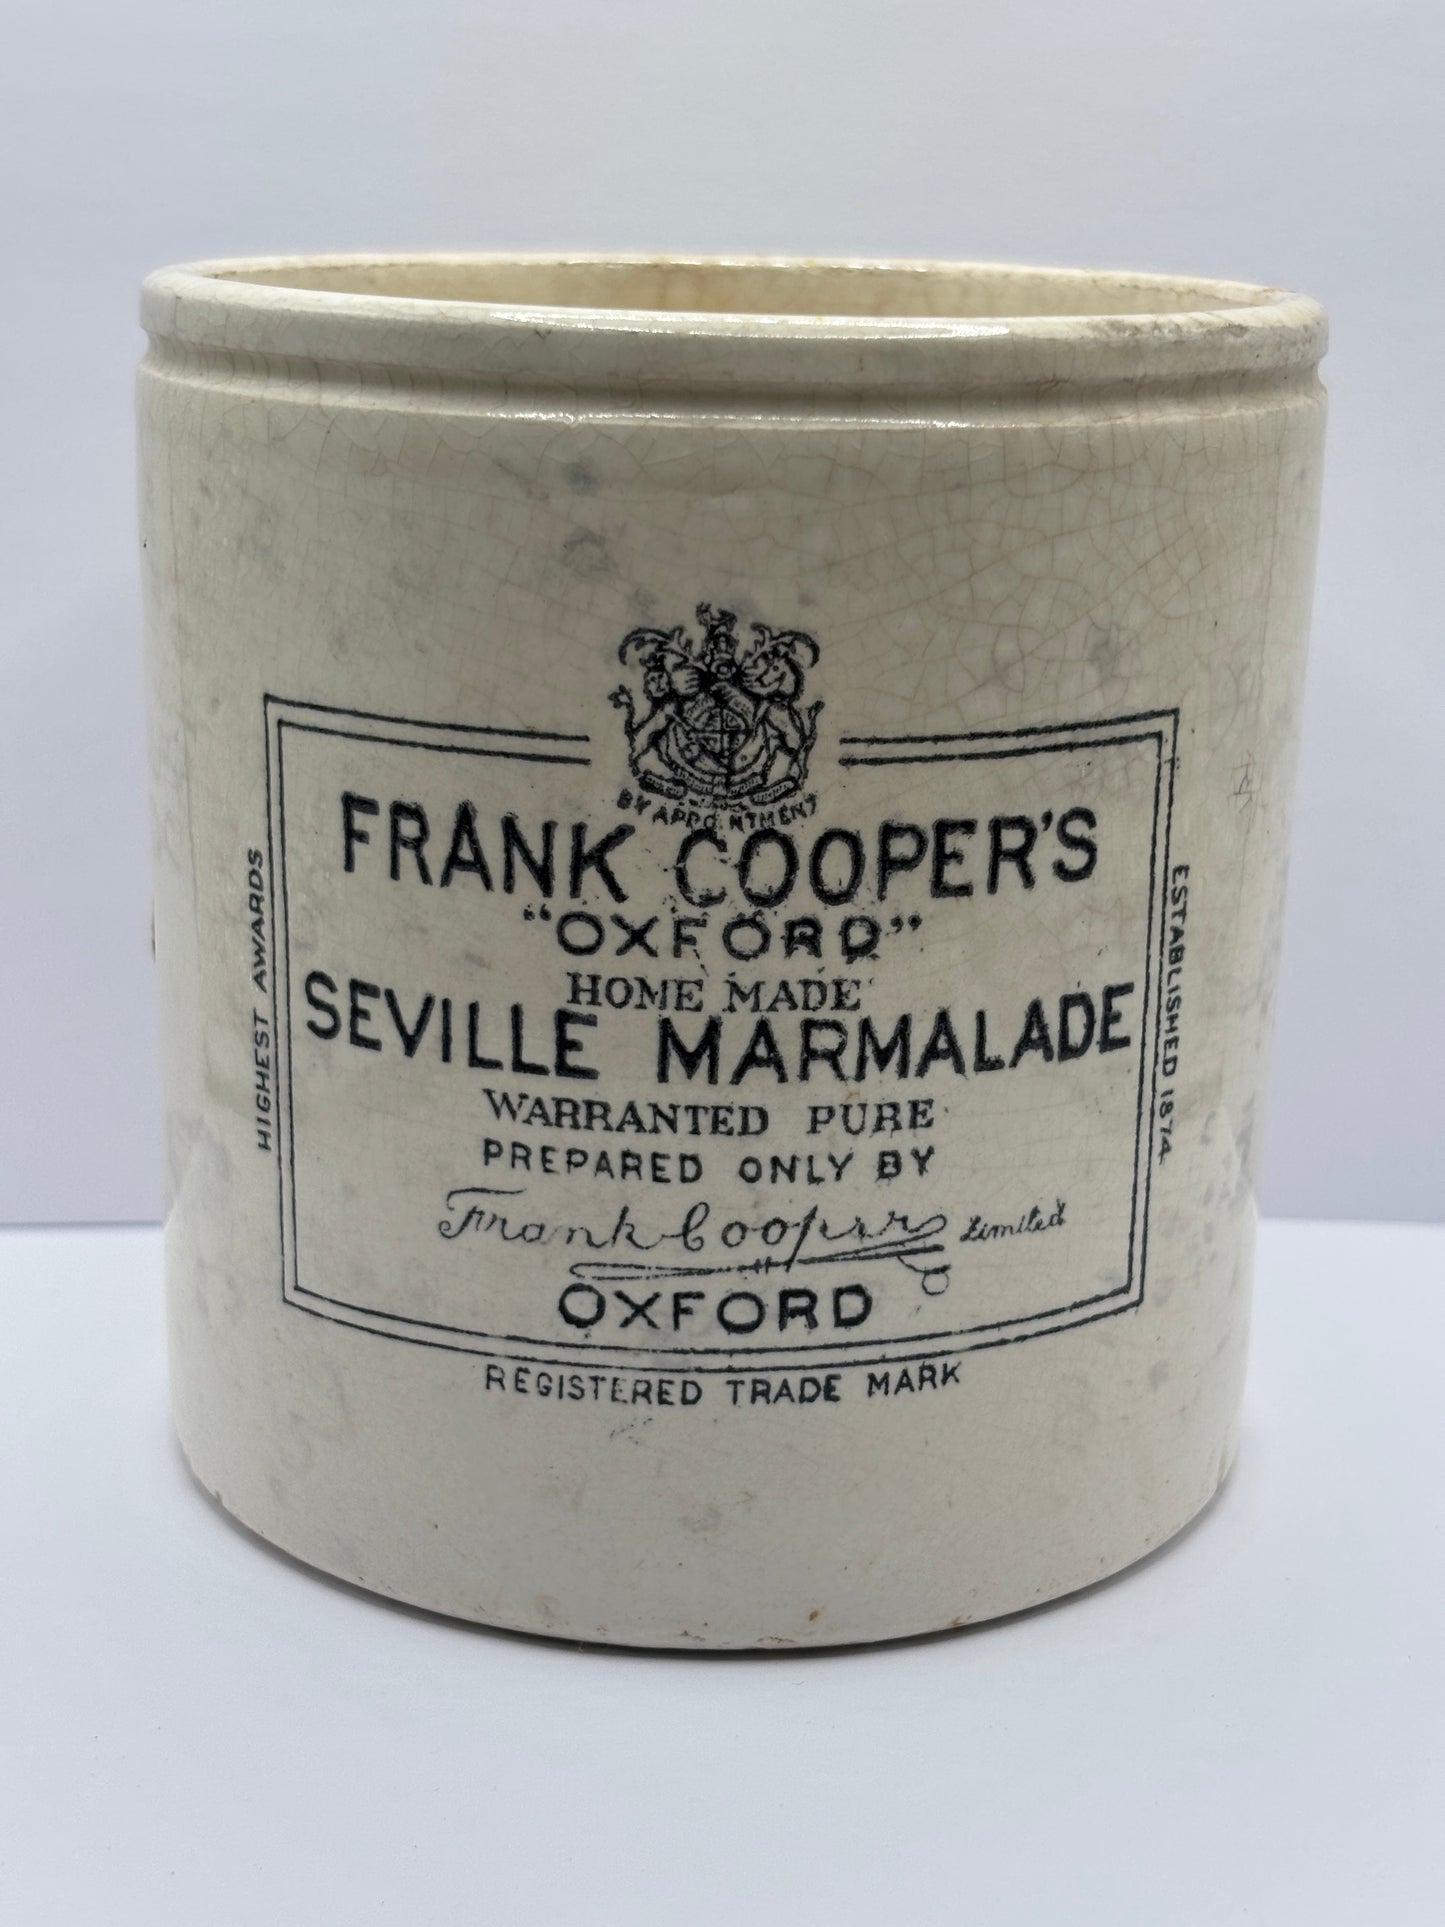 BY APPOINTMENT
FRANK COOPER'S
"OXFORD"
HOME MADE
SEVILLE MARMALADE
WARRANTED PURE
PREPARED ONLY BY
Frank Cooper Limited
OXFORD
REGISTERED TRADE MARK
HIGHEST AWARDS
ESTABLISHED 1874